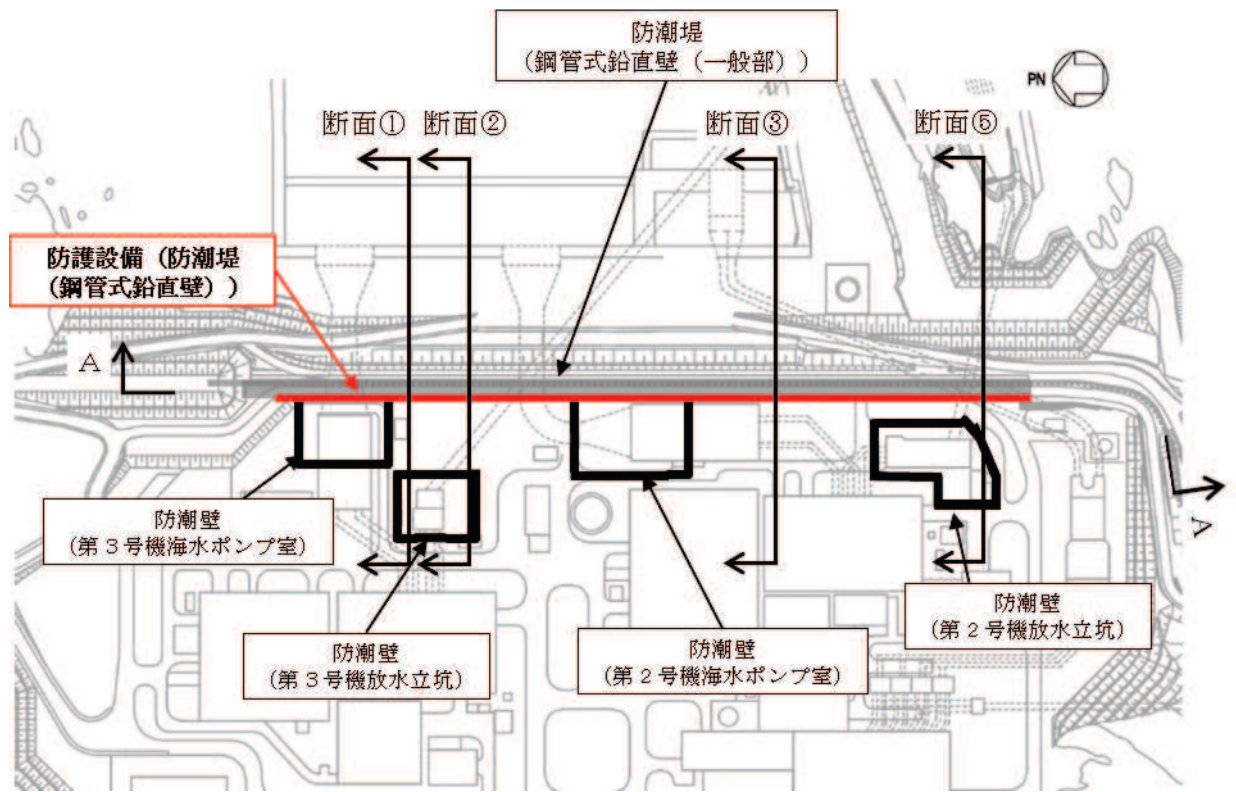 防潮堤
(鋼管式鉛直壁（一般部）)
PN
断面①
断面②
断面③
断面⑤
防護設備（防潮堤
（鋼管式鉛直壁））
A
A
防潮壁
(第３号機海水ポンプ室)
防潮壁
(第３号機放水立坑)
防潮壁
(第２号機海水ポンプ室)
防潮壁
(第２号機放水立坑)